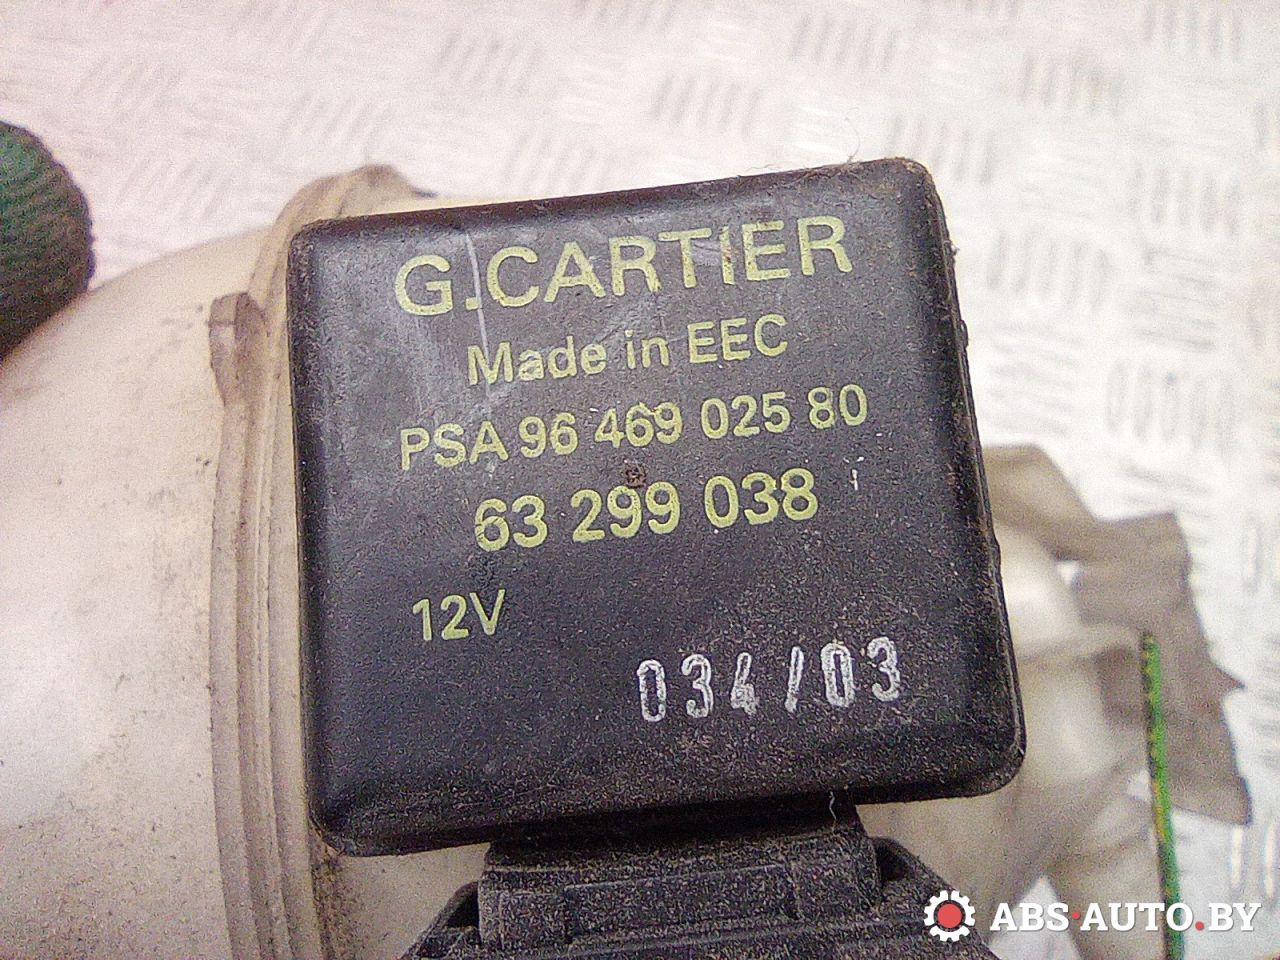 G.CARTIER
Made in EEC
PSA 96 469 025 80
63 299 038
12V
034/03
ABS·AUTO.BY